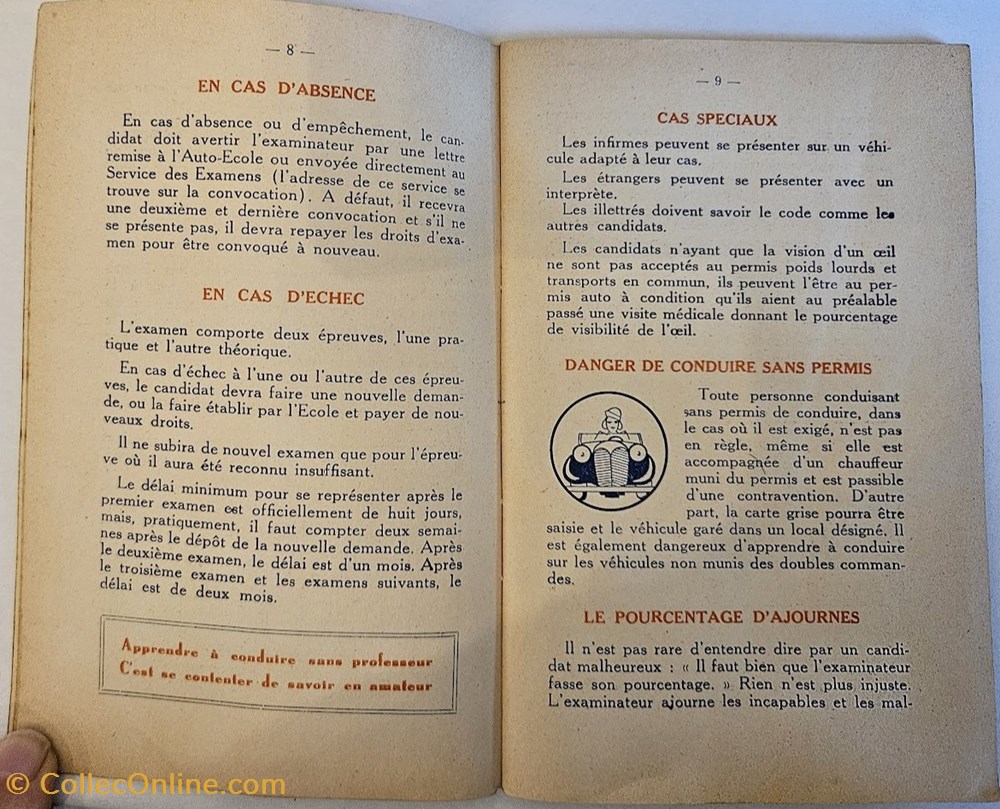 — 8 —
EN CAS D'ABSENCE
En cas d'absence ou d'empêchement, le can-
didat doit avertir l'examinateur par une lettre
remise à l'Auto-Ecole ou envoyée directement au
Service des Examens (l'adresse de ce service se
trouve sur la convocation). A défaut, il recevra
une deuxième et dernière convocation et s'il ne
se présente pas, il devra repayer les droits d'exa-
men pour être convoqué à nouveau.
EN CAS D'ECHEC
L'examen comporte deux épreuves, l'une pra-
tique et l'autre théorique.
En cas d'échec à l'une ou l'autre de ces épreu-
ves, le candidat devra faire une nouvelle deman-
de, ou la faire établir par l'Ecole et payer de nou-
veaux droits.
Il ne subira de nouvel examen que pour l'épreu-
ve où il aura été reconnu insuffisant.
Le délai minimum pour se représenter après le
premier examen est officiellement de huit jours,
mais, pratiquement, il faut compter deux semai-
nes après le dépôt de la nouvelle demande. Après
le deuxième examen, le délai est d'un mois. Après
le troisième examen et les examens suivants, le
délai est de deux mois.
Apprendre à conduire sans professeur
C'est se contenter de savoir en amateur
— 9 —
CAS SPECIAUX
Les infirmes peuvent se présenter sur un véhi-
cule adapté à leur cas.
Les étrangers peuvent se présenter avec un
interprète.
Les illettrés doivent savoir le code comme les
autres candidats.
Les candidats n'ayant que la vision d'un œil
ne sont pas acceptés au permis poids lourds et
transports en commun, ils peuvent l'être au per-
mis auto à condition qu'ils aient au préalable
passé une visite médicale donnant le pourcentage
de visibilité de l'œil.
DANGER DE CONDUIRE SANS PERMIS
Toute personne conduisant
sans permis de conduire, dans
le cas où il est exigé, n'est pas
en règle, même si elle est
accompagnée d'un chauffeur
muni du permis et est passible
d'une contravention. D'autre
part, la carte grise pourra être
saisie et le véhicule garé dans un local désigné. Il
est également dangereux d'apprendre à conduire
sur les véhicules non munis des doubles comman-
des.
LE POURCENTAGE D'AJOURNES
Il n'est pas rare d'entendre dire par un candi-
dat malheureux : « Il faut bien que l'examinateur
fasse son pourcentage. » Rien n'est plus injuste.
L'examinateur ajourne les incapables et les mal-
© CollecOnline.com